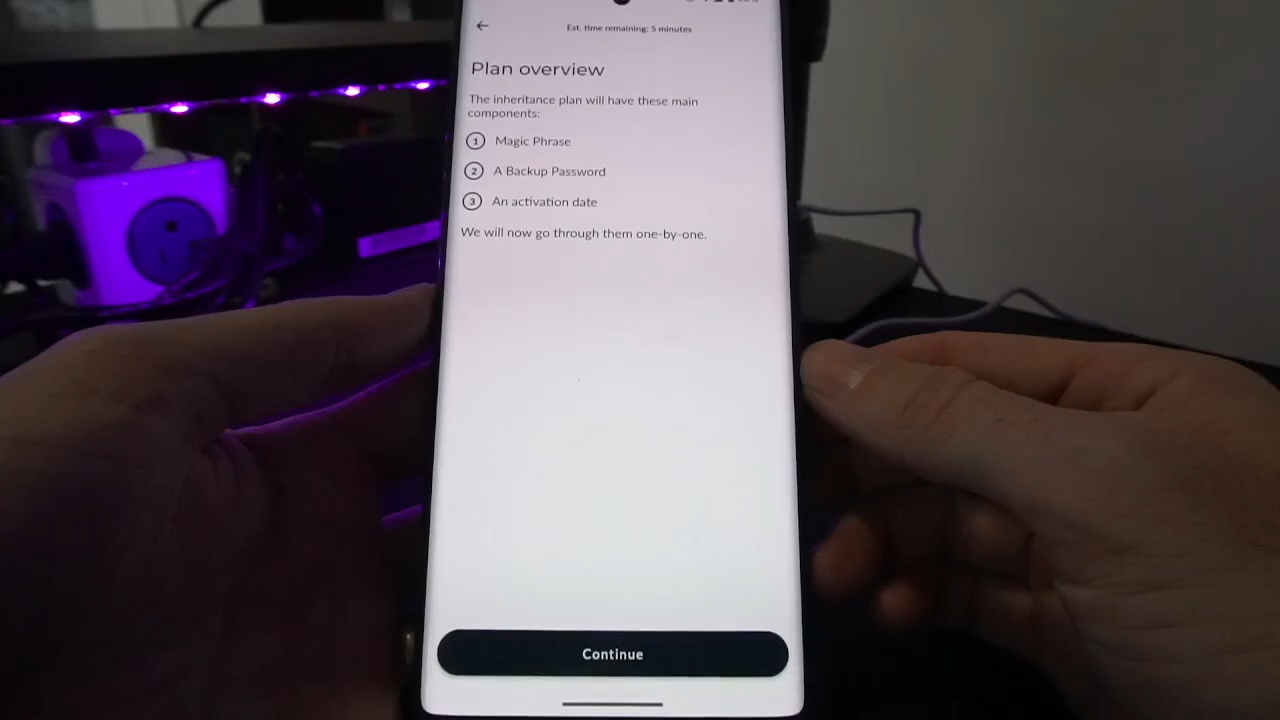 Est. time remaining: 5 minutes
Plan overview
The inheritance plan will have these main
components:
1 Magic Phrase
2 A Backup Password
3 An activation date
We will now go through them one-by-one.
Continue